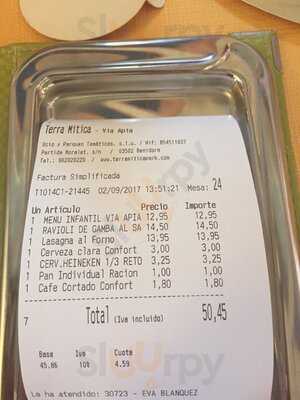 Terra Mitica - Via Apia
Ocio y Parques Temáticos, s.l.u. / Nif: B54511607
Partida Moralet, s/n / 03502 Benidorm
Tel.: 902020220 / www.terramiticapark.com
Factura Simplificada
11014C1-21445 02/09/2017 13:51:21 Mesa: 24
Un Artículo Precio Importe
1 MENU INFANTIL VIA APIA 12,95 12,95
1 RAVIOLI DE GAMBA AL SA 14,50 14,50
1 Lasagna al Forno 13,95 13,95
1 Cerveza clara Confort 3,00 3,00
1 CERV.HEINEKEN 1/3 RETO 3,25 3,25
1 Pan Individual Racion 1,00 1,00
1 Cafe Cortado Confort 1,80 1,80
7 Total (Iva incluido) 50,45
Base Iva Cuota
45.86 10% 4.59
Le ha atendido: 30723 - EVA BLANQUEZ
Sluurpy